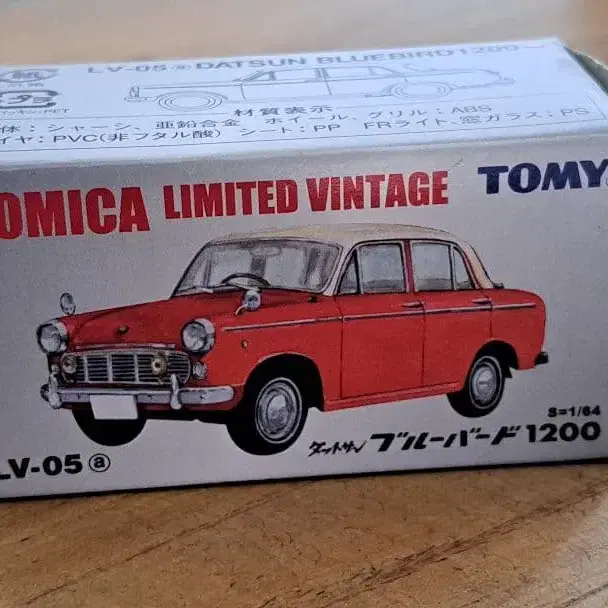 LV-05 ⓐ DATSUN BLUEBIRD 1200
材質表示
体：シャーシ、亜鉛合金 ホイール、グリル：ABS
イヤ：PVC(非フタル酸) シート：PP FRライト、窓ガラス：PS
OMICA LIMITED VINTAGE
TOMY
S=1/64
LV-05 ⓐ
ダットサン ブルーバード 1200